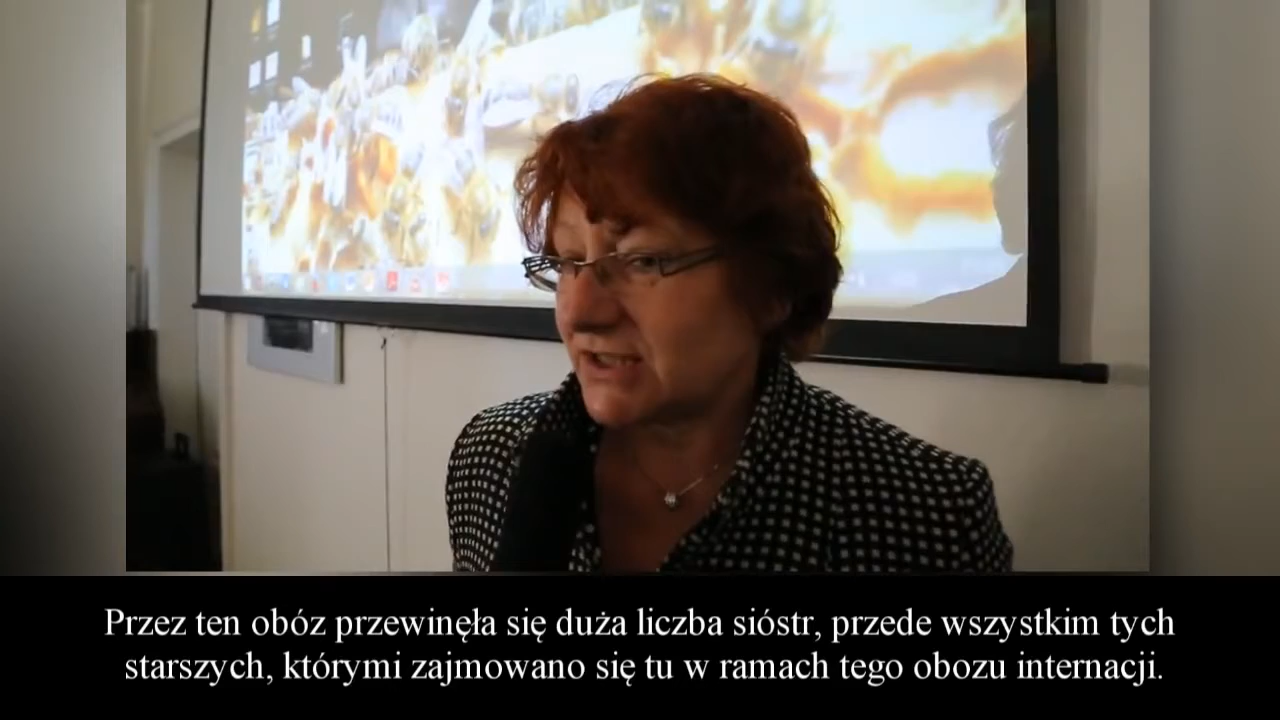 Przez ten obóz przewinęła się duża liczba sióstr, przede wszystkim tych
starszych, którymi zajmowano się tu w ramach tego obozu internacji.